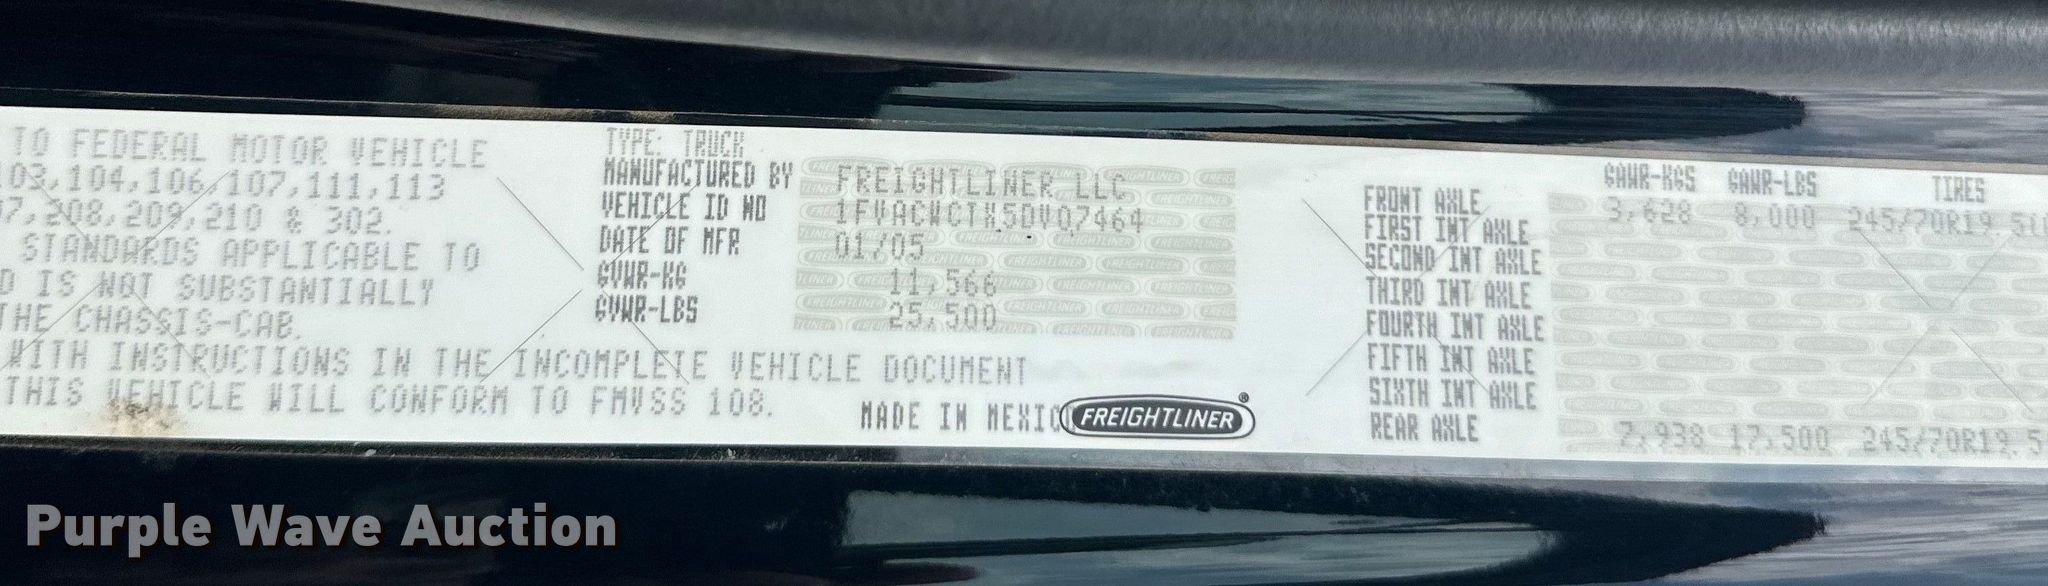 TO FEDERAL MOTOR VEHICLE
103,104,106,107,111,113
07,208,209,210 & 302.
STANDARDS APPLICABLE TO
D IS NOT SUBSTANTIALLY
THE CHASSIS-CAB.
WITH INSTRUCTIONS IN THE INCOMPLETE VEHICLE DOCUMENT
THIS VEHICLE WILL CONFORM TO FMVSS 108.
TYPE: TRUCK
MANUFACTURED BY FREIGHTLINER LLC
VEHICLE ID NO 1FVACWCTX5DV07464
DATE OF MFR 01/05
GVWR-KG 11,566
GVWR-LBS 25,500
MADE IN MEXICO
FREIGHTLINER®
GAWR-KGS GAWR-LBS TIRES
FRONT AXLE 3,628 8,000 245/70R19.5
FIRST INT AXLE
SECOND INT AXLE
THIRD INT AXLE
FOURTH INT AXLE
FIFTH INT AXLE
SIXTH INT AXLE
REAR AXLE 7,938 17,500 245/70R19.5
Purple Wave Auction